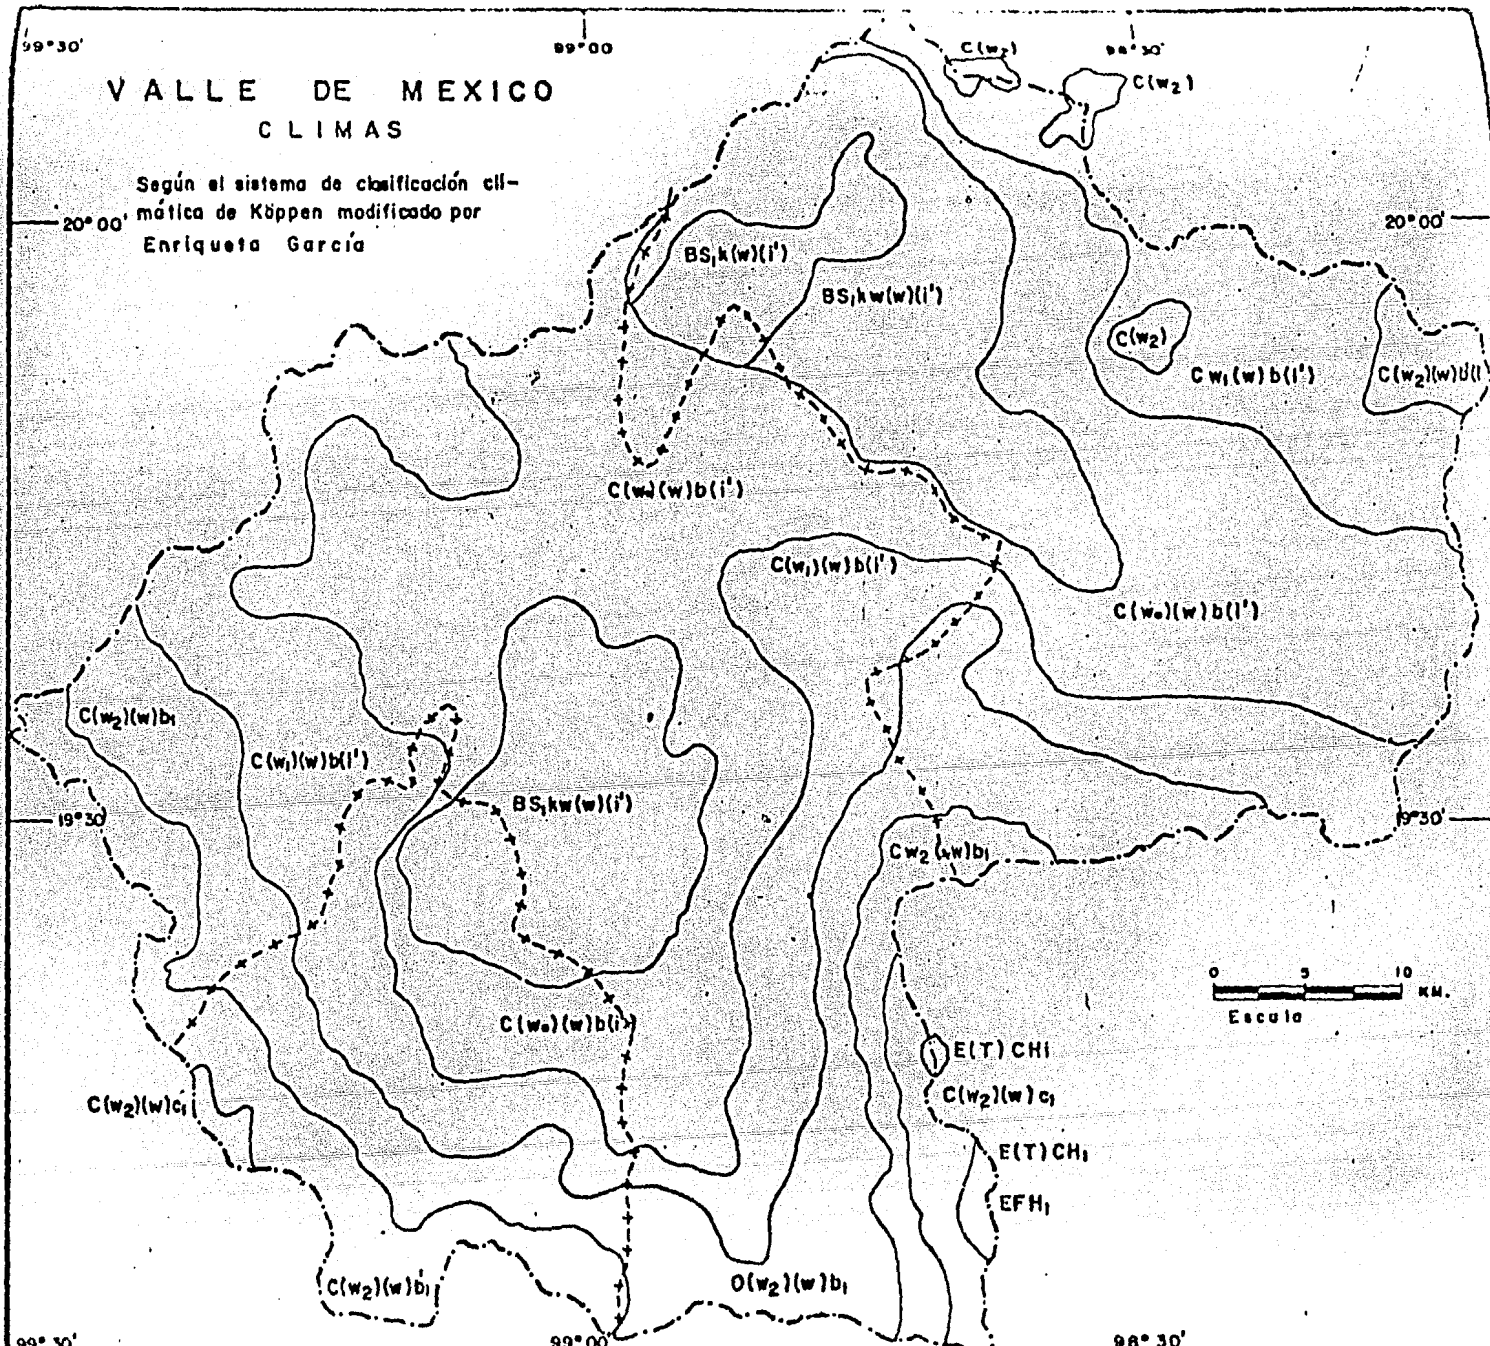 99°30'
99°00
98°30'
VALLE DE MEXICO
CLIMAS
Según el sistema de clasificación cli-
mática de Köppen modificado por
Enriqueta García
C(w₂)
C(w₂)
20°00'
20°00'
BS₁k(w)(i')
BS₁kw(w)(i')
C(w₂)
Cw₁(w)b(i')
C(w₂)(w)b(i'
C(w₀)(w)b(i')
C(w₁)(w)b(i')
C(w₀)(w)b(i')
C(w₂)(w)b₁
C(w₁)(w)b(i')
BS₁kw(w)(i')
19°30'
19°30'
Cw₂(w)b₁
0 5 10 KM.
Escala
C(w₀)(w)b(i')
E(T)CHi
C(w₂)(w)c₁
C(w₂)(w)c₁
E(T)CH₁
EFH₁
C(w₂)(w)b₁
O(w₂)(w)b₁
99°30'
99°00'
98°30'